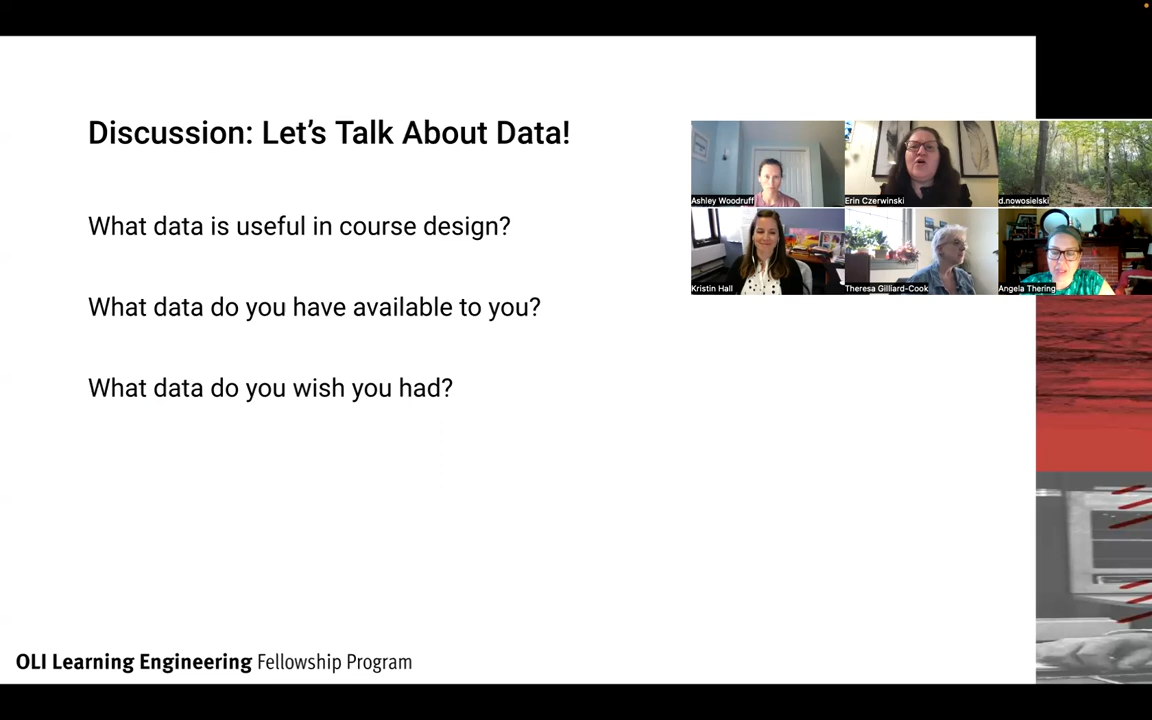 Discussion: Let's Talk About Data!
Ashley Woodruff
Erin Czerwinski
d.nowosielski
What data is useful in course design?
Kristin Hall
Theresa Gilliard-Cook
Angela Thering
What data do you have available to you?
What data do you wish you had?
OLI Learning Engineering Fellowship Program